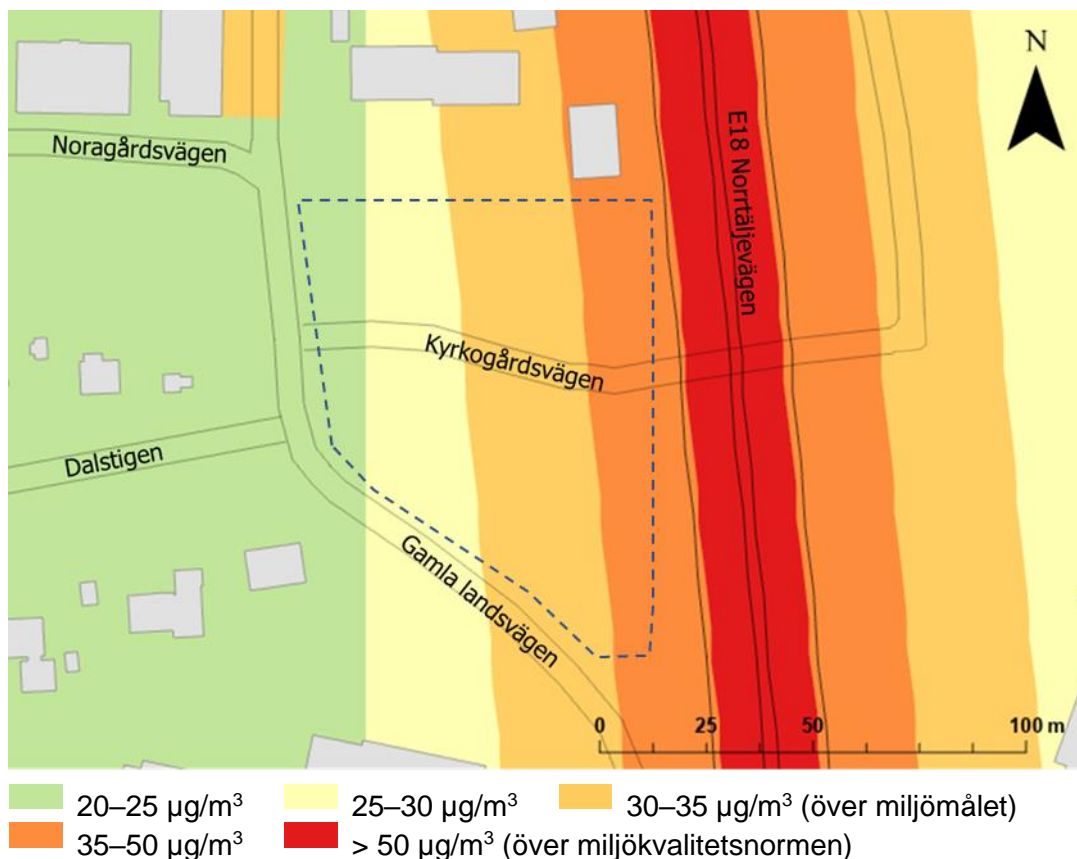 N
Noragårdsvägen
E18 Norrtäljevägen
Kyrkogårdsvägen
Dalstigen
Gamla landsvägen
0 25 50 100 m
20–25 µg/m³ 25–30 µg/m³ 30–35 µg/m³ (över miljömålet)
35–50 µg/m³ > 50 µg/m³ (över miljökvalitetsnormen)